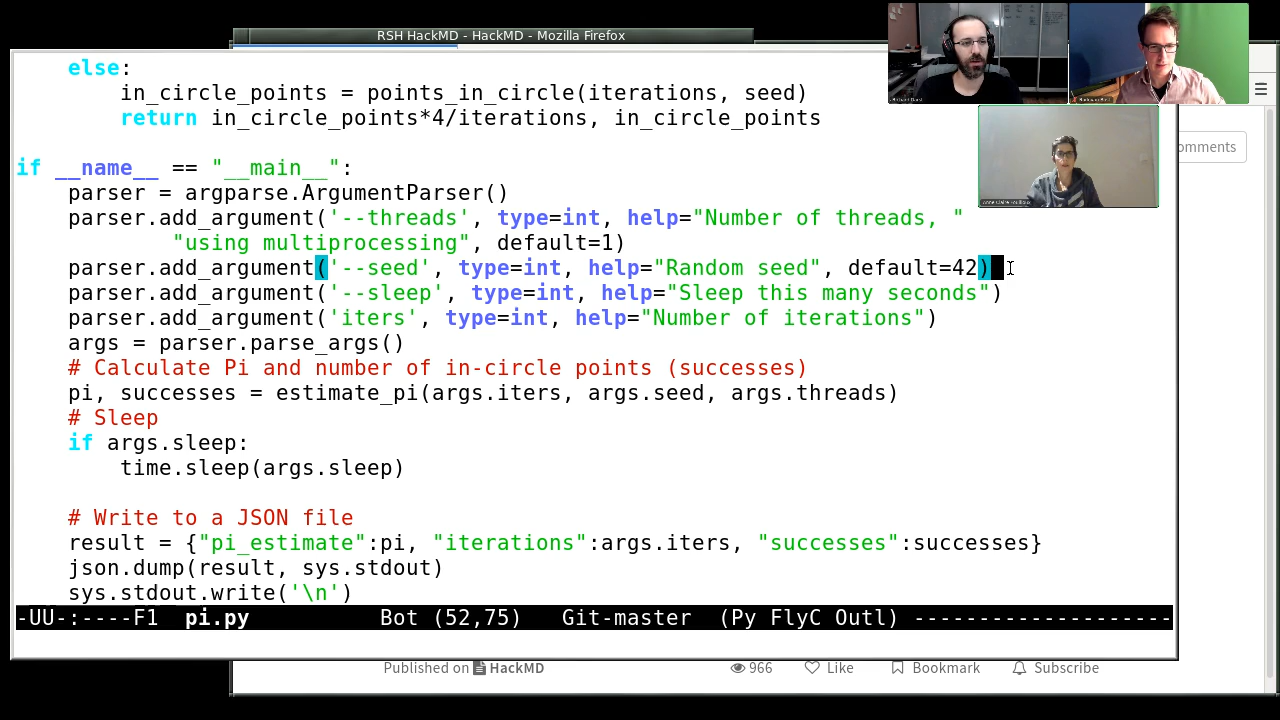 RSH HackMD - HackMD - Mozilla Firefox
else:
in_circle_points = points_in_circle(iterations, seed)
return in_circle_points*4/iterations, in_circle_points
omments
if __name__ == "__main__":
parser = argparse.ArgumentParser()
parser.add_argument('--threads', type=int, help="Number of threads, "
"using multiprocessing", default=1)
parser.add_argument('--seed', type=int, help="Random seed", default=42)
parser.add_argument('--sleep', type=int, help="Sleep this many seconds")
parser.add_argument('iters', type=int, help="Number of iterations")
args = parser.parse_args()
# Calculate Pi and number of in-circle points (successes)
pi, successes = estimate_pi(args.iters, args.seed, args.threads)
# Sleep
if args.sleep:
time.sleep(args.sleep)
# Write to a JSON file
result = {"pi_estimate":pi, "iterations":args.iters, "successes":successes}
json.dump(result, sys.stdout)
sys.stdout.write('\n')
-UU-:----F1 pi.py Bot (52,75) Git-master (Py FlyC Outl) --------------------
Published on HackMD 966 Like Bookmark Subscribe